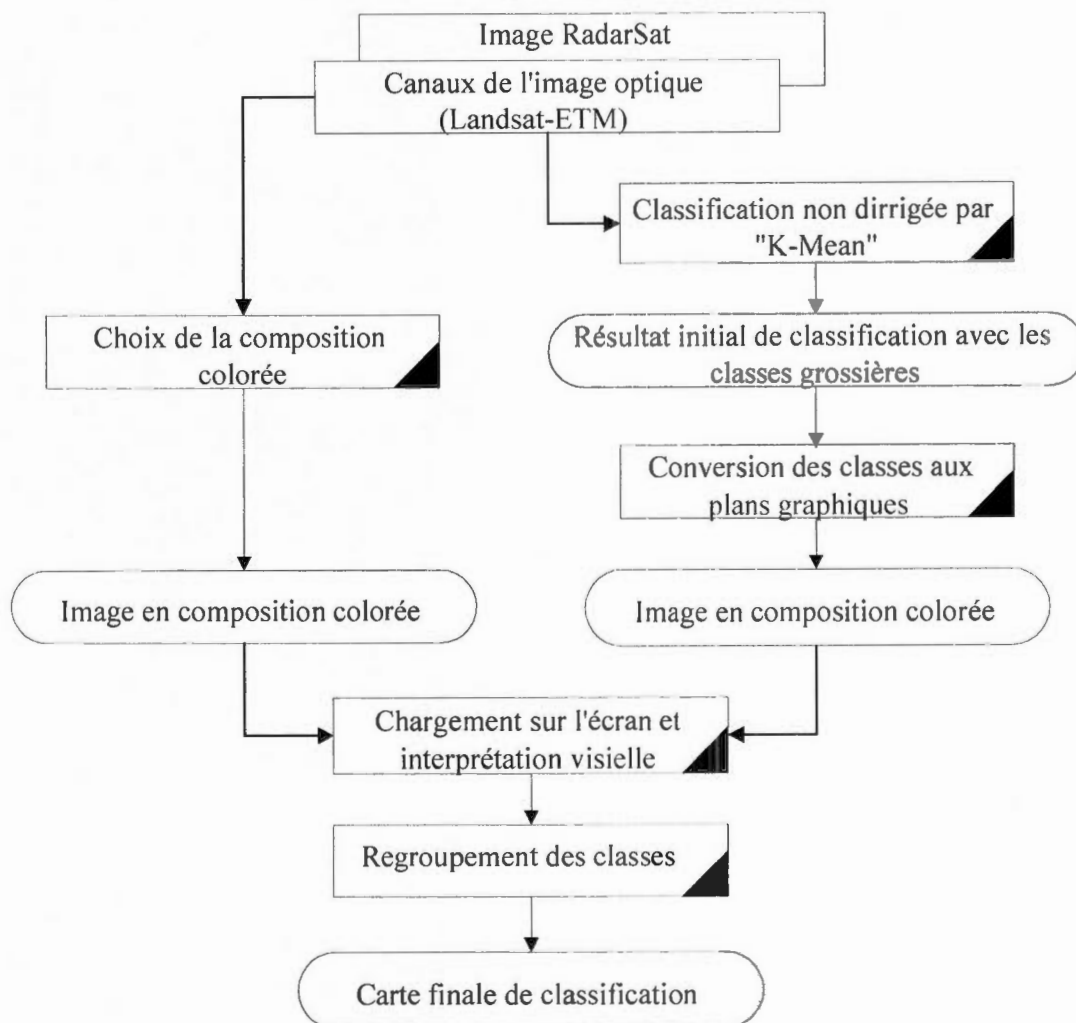 Image RadarSat
Canaux de l'image optique
(Landsat-ETM)
Classification non dirrigée par
"K-Mean"
Choix de la composition
colorée
Résultat initial de classification avec les
classes grossières
Conversion des classes aux
plans graphiques
Image en composition colorée
Image en composition colorée
Chargement sur l'écran et
interprétation visielle
Regroupement des classes
Carte finale de classification